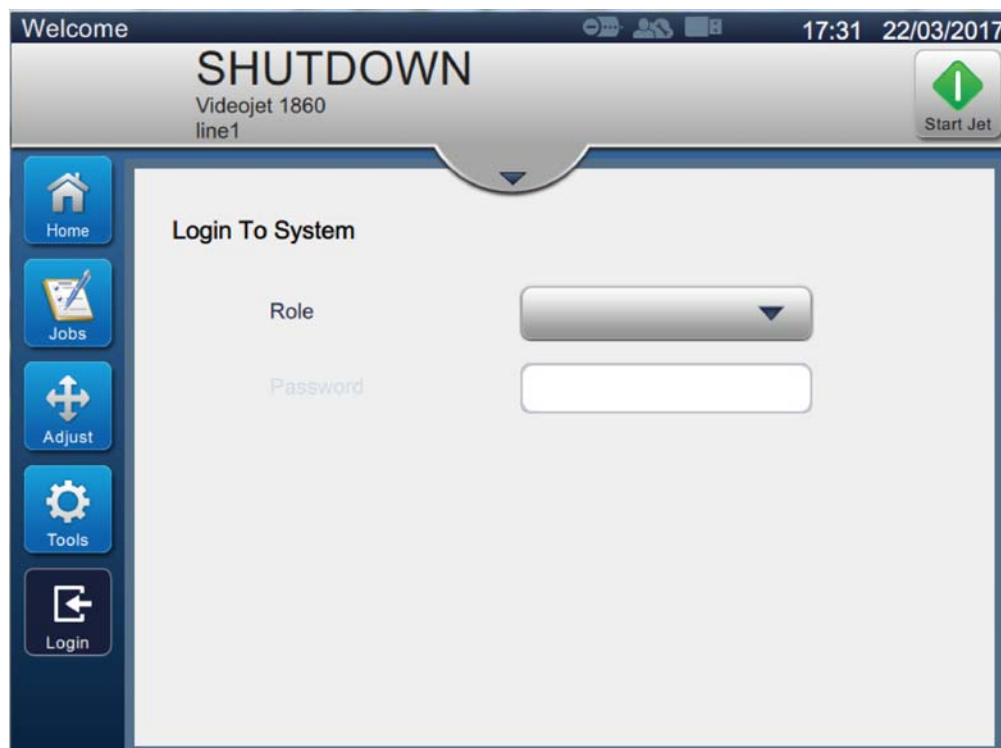 Welcome 17:31 22/03/2017
SHUTDOWN
Videojet 1860
line1
Start Jet
Home
Login To System
Role
Jobs
Password
Adjust
Tools
Login